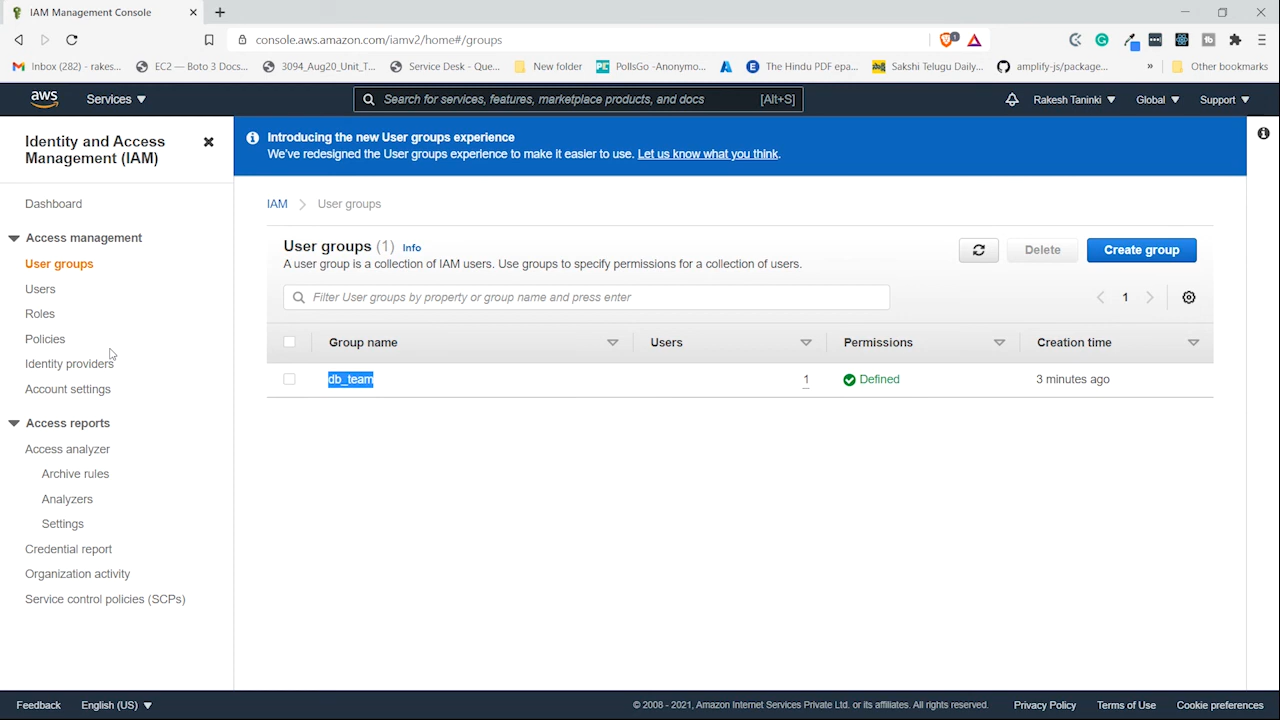 IAM Management Console
console.aws.amazon.com/iamv2/home#/groups
1
Inbox (282) - rakes...
EC2 — Boto 3 Docs...
3094_Aug20_Unit_T...
Service Desk - Que...
New folder
PollsGo -Anonymo...
The Hindu PDF epa...
Sakshi Telugu Daily...
amplify-js/package...
»
Other bookmarks
aws
Services
Search for services, features, marketplace products, and docs
[Alt+S]
Rakesh Taninki
Global
Support
Identity and Access
Management (IAM)
Dashboard
Access management
User groups
Users
Roles
Policies
Identity providers
Account settings
Access reports
Access analyzer
Archive rules
Analyzers
Settings
Credential report
Organization activity
Service control policies (SCPs)
Introducing the new User groups experience
We've redesigned the User groups experience to make it easier to use. Let us know what you think.
IAM
User groups
User groups (1) Info
A user group is a collection of IAM users. Use groups to specify permissions for a collection of users.
Delete
Create group
Filter User groups by property or group name and press enter
1
Group name
Users
Permissions
Creation time
db_team
1
Defined
3 minutes ago
Feedback
English (US)
© 2008 - 2021, Amazon Internet Services Private Ltd. or its affiliates. All rights reserved.
Privacy Policy
Terms of Use
Cookie preferences